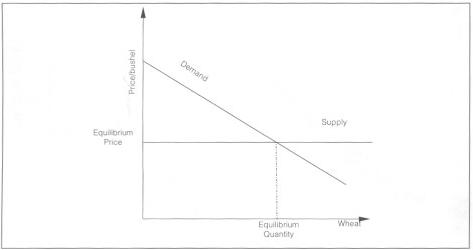 Price/bushel
Demand
Supply
Equilibrium
Price
Equilibrium
Quantity
Wheat